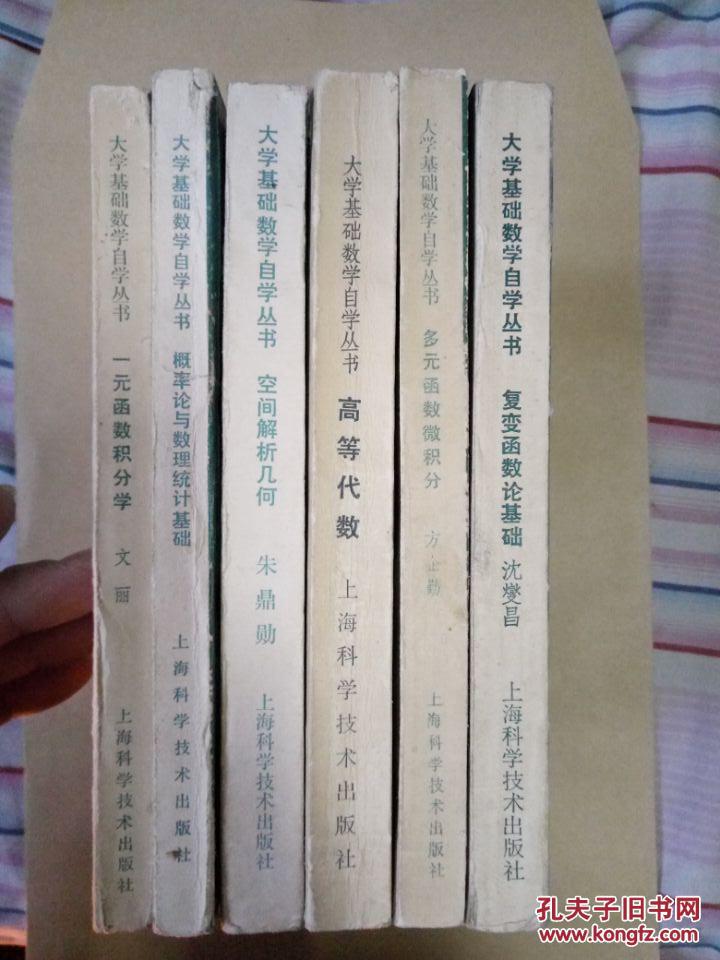 大学基础数学自学丛书 一元函数积分学 文丽 上海科学技术出版社
大学基础数学自学丛书 概率论与数理统计基础 上海科学技术出版社
大学基础数学自学丛书 空间解析几何 朱鼎勋 上海科学技术出版社
大学基础数学自学丛书 高等代数 上海科学技术出版社
大学基础数学自学丛书 多元函数微积分 方企勤 上海科学技术出版社
大学基础数学自学丛书 复变函数论基础 沈燮昌 上海科学技术出版社
孔夫子旧书网
www.kongfz.com